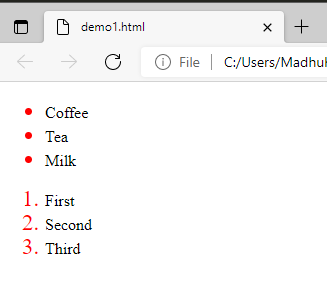 demo1.html
File | C:/Users/Madhu
Coffee
Tea
Milk
1. First
2. Second
3. Third